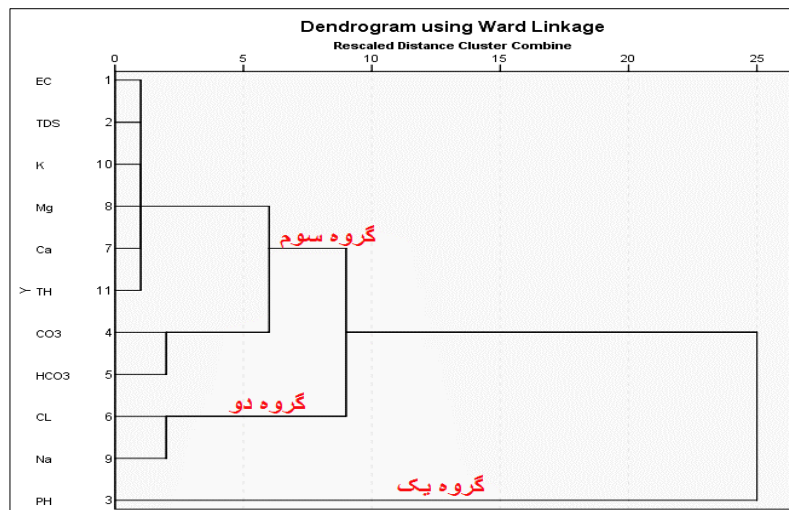 Dendrogram using Ward Linkage
Rescaled Distance Cluster Combine
0 5 10 15 20 25
EC 1
TDS 2
K 10
Mg 8
گروه سوم
Ca 7
Y TH 11
CO3 4
HCO3 5
گروه دو
CL 6
Na 9
گروه یک
PH 3